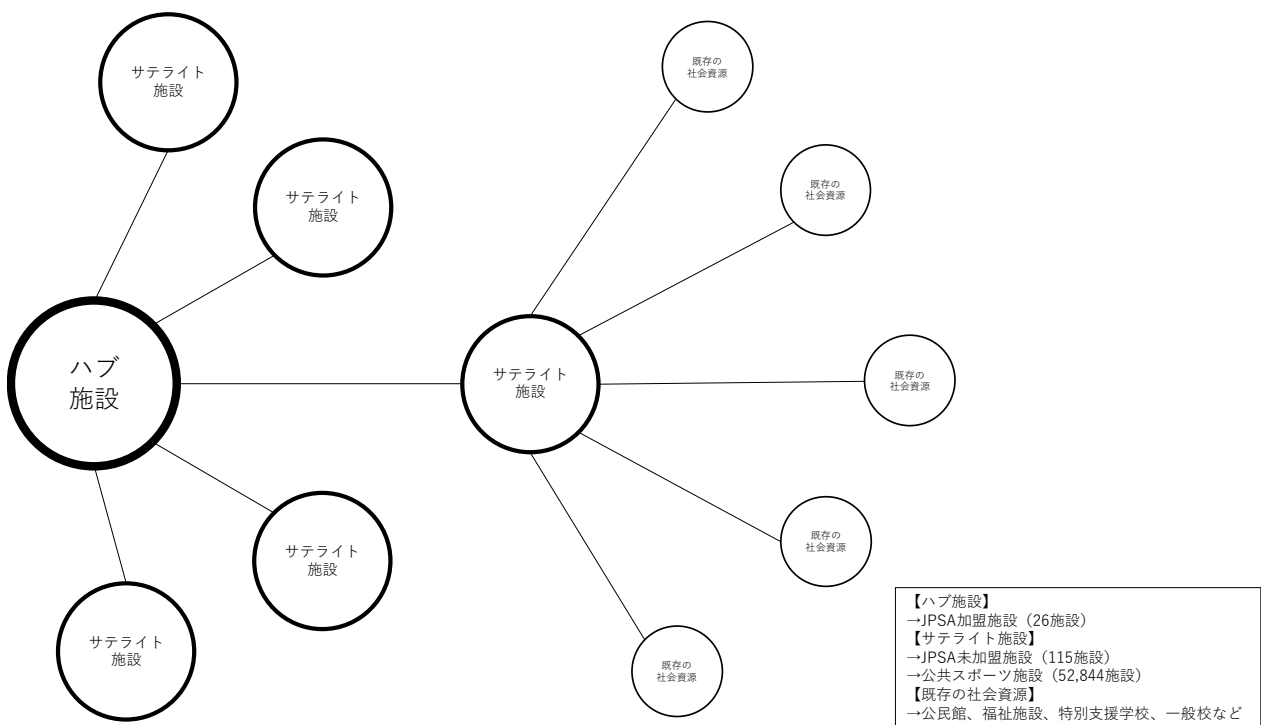 サテライト
施設
サテライト
施設
ハブ
施設
サテライト
施設
サテライト
施設
サテライト
施設
既存の
社会資源
既存の
社会資源
既存の
社会資源
既存の
社会資源
既存の
社会資源
【ハブ施設】
→JPSA加盟施設（26施設）
【サテライト施設】
→JPSA未加盟施設（115施設）
→公共スポーツ施設（52,844施設）
【既存の社会資源】
→公民館、福祉施設、特別支援学校、一般校など